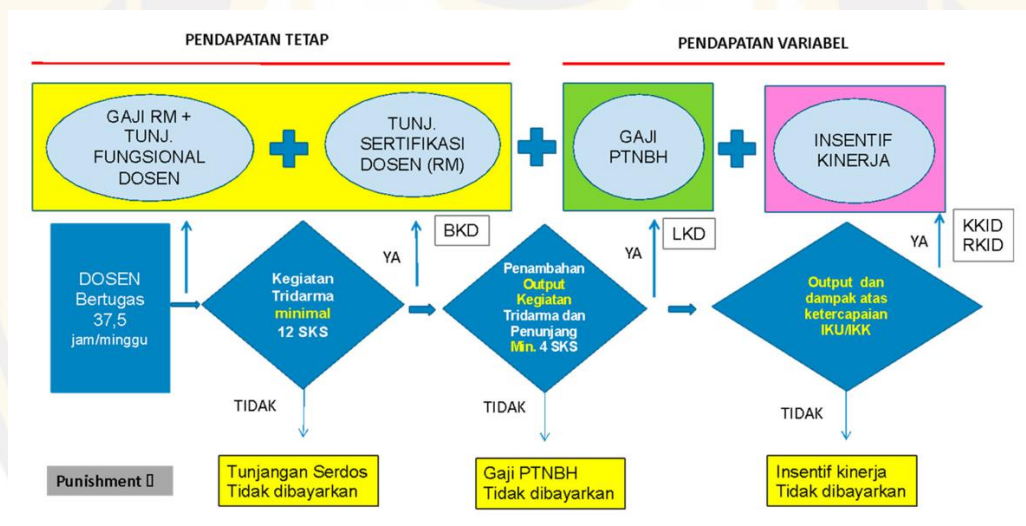 PENDAPATAN TETAP
PENDAPATAN VARIABEL
GAJI RM +
TUNJ.
FUNGSIONAL
DOSEN
TUNJ.
SERTIFIKASI
DOSEN (RM)
GAJI
PTNBH
INSENTIF
KINERJA
DOSEN
Bertugas
37,5
jam/minggu
Kegiatan
Tridarma
minimal
12 SKS
YA
BKD
Penambahan
Output
Kegiatan
Tridarma dan
Penunjang
Min. 4 SKS
YA
LKD
Output dan
dampak atas
ketercapaian
IKU/IKK
YA
KKID
RKID
TIDAK
TIDAK
TIDAK
Punishment
Tunjangan Serdos
Tidak dibayarkan
Gaji PTNBH
Tidak dibayarkan
Insentif kinerja
Tidak dibayarkan